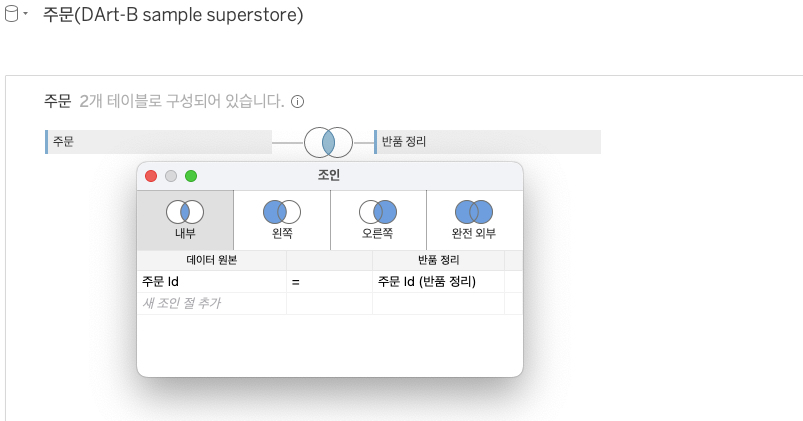 주문(DArt-B sample superstore)
주문 2개 테이블로 구성되어 있습니다.
주문 반품 정리
조인
내부 왼쪽 오른쪽 완전 외부
데이터 원본 반품 정리
주문 Id = 주문 Id (반품 정리)
새 조인 절 추가